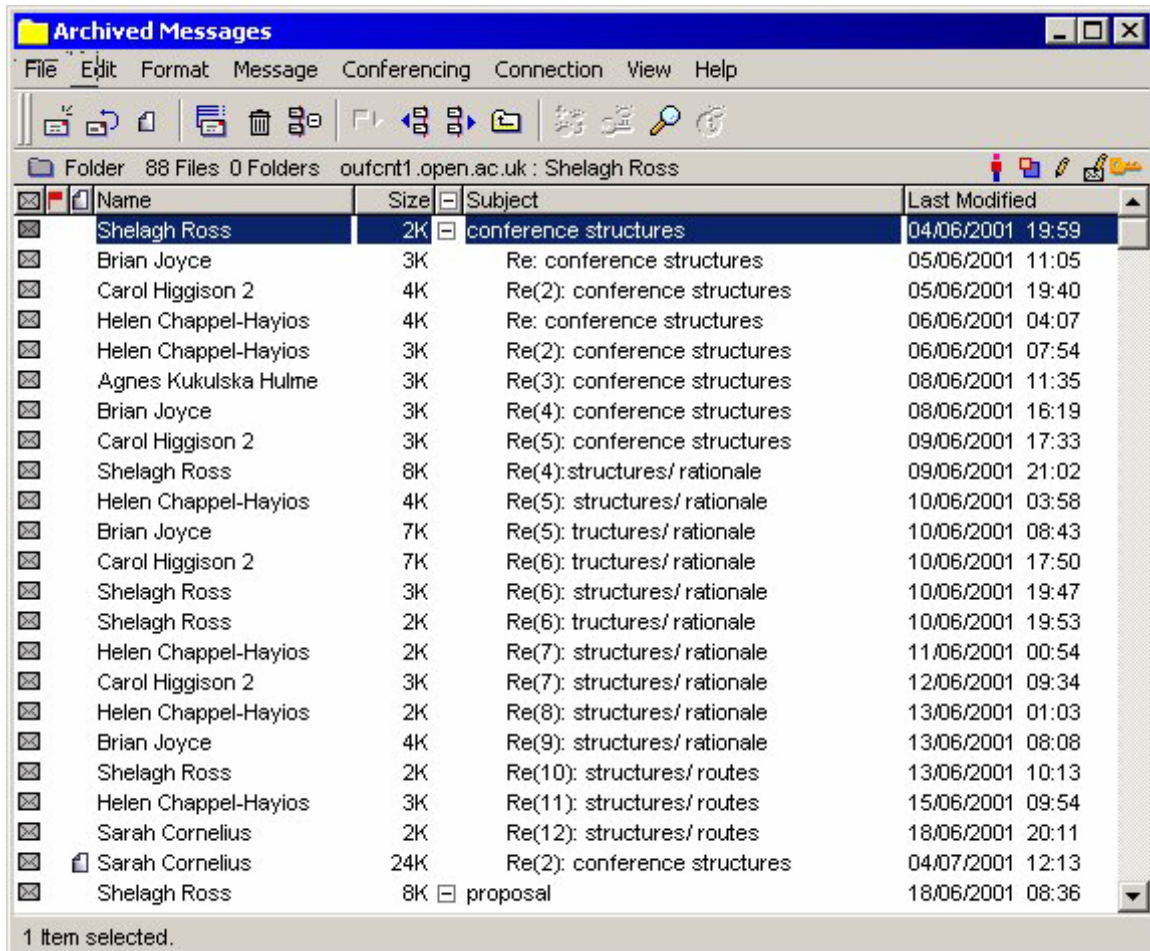 Archived Messages
File Edit Format Message Conferencing Connection View Help
Folder 88 Files 0 Folders oufcnt1.open.ac.uk : Shelagh Ross
Name Size Subject Last Modified
Shelagh Ross 2K conference structures 04/06/2001 19:59
Brian Joyce 3K Re: conference structures 05/06/2001 11:05
Carol Higgison 2 4K Re(2): conference structures 05/06/2001 19:40
Helen Chappel-Hayios 4K Re: conference structures 06/06/2001 04:07
Helen Chappel-Hayios 3K Re(2): conference structures 06/06/2001 07:54
Agnes Kukulska Hulme 3K Re(3): conference structures 08/06/2001 11:35
Brian Joyce 3K Re(4): conference structures 08/06/2001 16:19
Carol Higgison 2 3K Re(5): conference structures 09/06/2001 17:33
Shelagh Ross 8K Re(4):structures/ rationale 09/06/2001 21:02
Helen Chappel-Hayios 4K Re(5): structures/ rationale 10/06/2001 03:58
Brian Joyce 7K Re(5): tructures/ rationale 10/06/2001 08:43
Carol Higgison 2 7K Re(6): tructures/ rationale 10/06/2001 17:50
Shelagh Ross 3K Re(6): structures/ rationale 10/06/2001 19:47
Shelagh Ross 2K Re(6): tructures/ rationale 10/06/2001 19:53
Helen Chappel-Hayios 2K Re(7): structures/ rationale 11/06/2001 00:54
Carol Higgison 2 3K Re(7): structures/ rationale 12/06/2001 09:34
Helen Chappel-Hayios 2K Re(8): structures/ rationale 13/06/2001 01:03
Brian Joyce 4K Re(9): structures/ rationale 13/06/2001 08:08
Shelagh Ross 2K Re(10): structures/ routes 13/06/2001 10:13
Helen Chappel-Hayios 3K Re(11): structures/ routes 15/06/2001 09:54
Sarah Cornelius 2K Re(12): structures/ routes 18/06/2001 20:11
Sarah Cornelius 24K Re(2): conference structures 04/07/2001 12:13
Shelagh Ross 8K proposal 18/06/2001 08:36
1 Item selected.